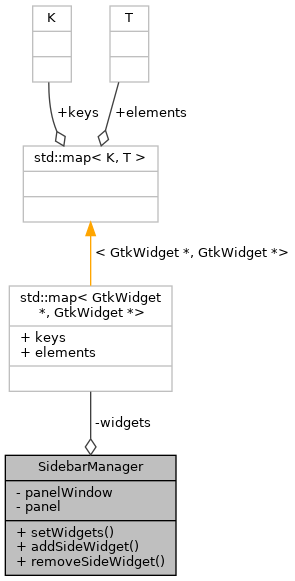 K
T
+keys
+elements
std::map< K, T >
< GtkWidget *, GtkWidget *>
std::map< GtkWidget
*, GtkWidget *>
+ keys
+ elements
-widgets
SidebarManager
- panelWindow
- panel
+ setWidgets()
+ addSideWidget()
+ removeSideWidget()